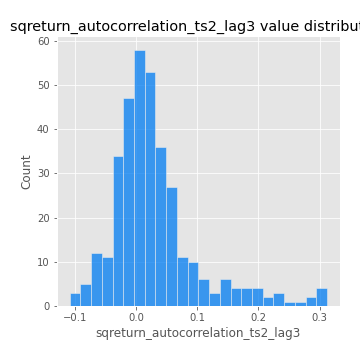 sqreturn_autocorrelation_ts2_lag3 value distribut
60
50
40
30
20
10
0
Count
−0.1 0.0 0.1 0.2 0.3
sqreturn_autocorrelation_ts2_lag3